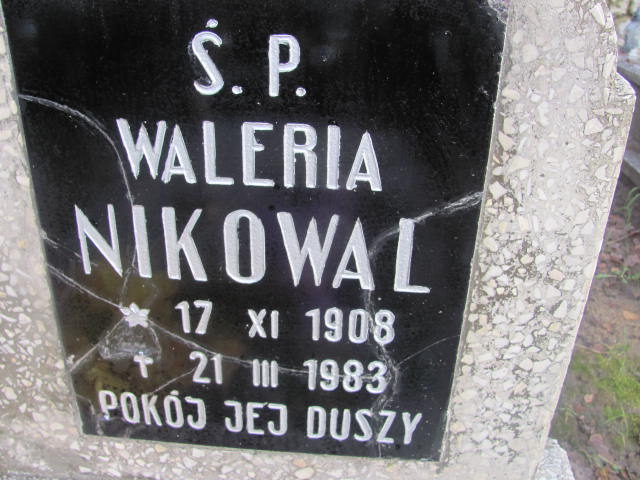 Ś. P.
WALERIA
NIKOWAL
* 17 XI 1908
✝ 21 III 1983
POKÓJ JEJ DUSZY